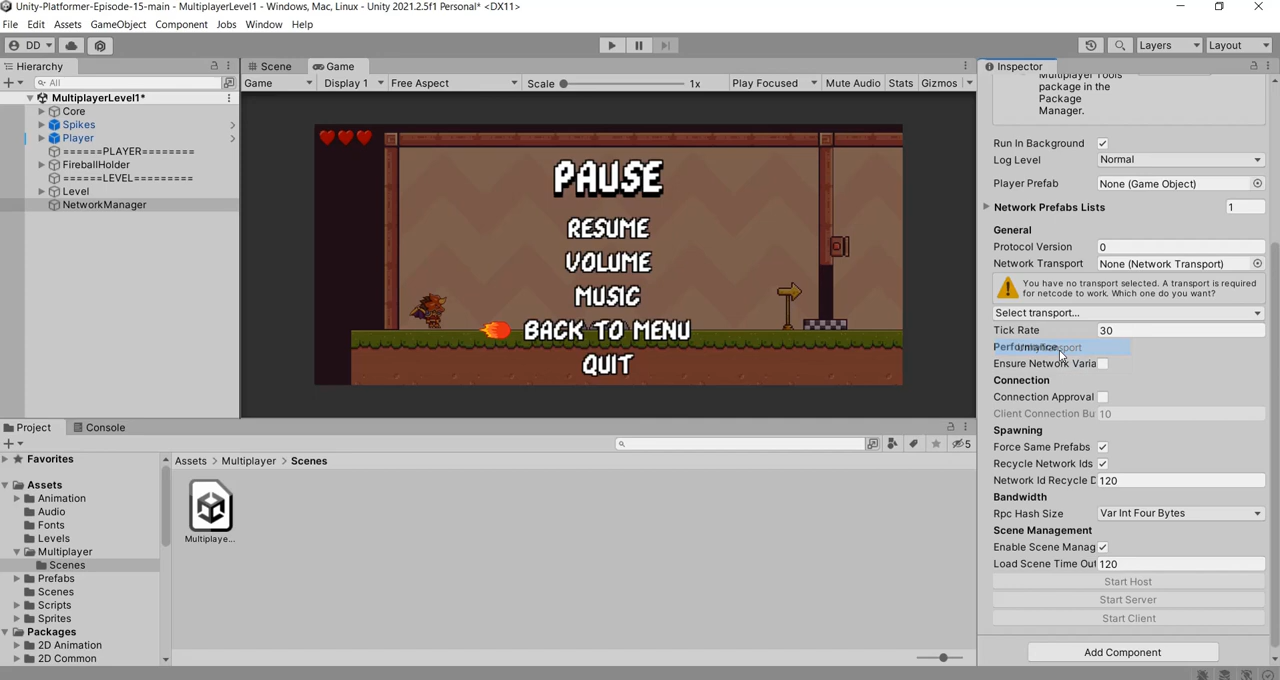 Unity-Platformer-Episode-15-main - MultiplayerLevel1 - Windows, Mac, Linux - Unity 2021.2.5f1 Personal* <DX11>
File Edit Assets GameObject Component Jobs Window Help
DD Layers Layout
Hierarchy Scene Game Inspector
All Game Display 1 Free Aspect Scale 1x Play Focused Mute Audio Stats Gizmos
MultiplayerLevel1*
Core
Spikes
Player
======PLAYER========
FireballHolder
======LEVEL=========
Level
NetworkManager
PAUSE
RESUME
VOLUME
MUSIC
BACK TO MENU
QUIT
Multiplayer Tools
package in the
Package
Manager.
Run In Background
Log Level Normal
Player Prefab None (Game Object)
Network Prefabs Lists 1
General
Protocol Version 0
Network Transport None (Network Transport)
You have no transport selected. A transport is required
for netcode to work. Which one do you want?
Select transport...
Tick Rate 30
Performance UnityTransport
Ensure Network Varia
Connection
Connection Approval
Client Connection Bu 10
Spawning
Force Same Prefabs
Recycle Network Ids
Network Id Recycle D 120
Bandwidth
Rpc Hash Size Var Int Four Bytes
Scene Management
Enable Scene Manag
Load Scene Time Out 120
Start Host
Start Server
Start Client
Add Component
Project Console
5
Favorites
Assets
Animation
Audio
Fonts
Levels
Multiplayer
Scenes
Prefabs
Scenes
Scripts
Sprites
Packages
2D Animation
2D Common
Assets > Multiplayer > Scenes
Multiplaye...